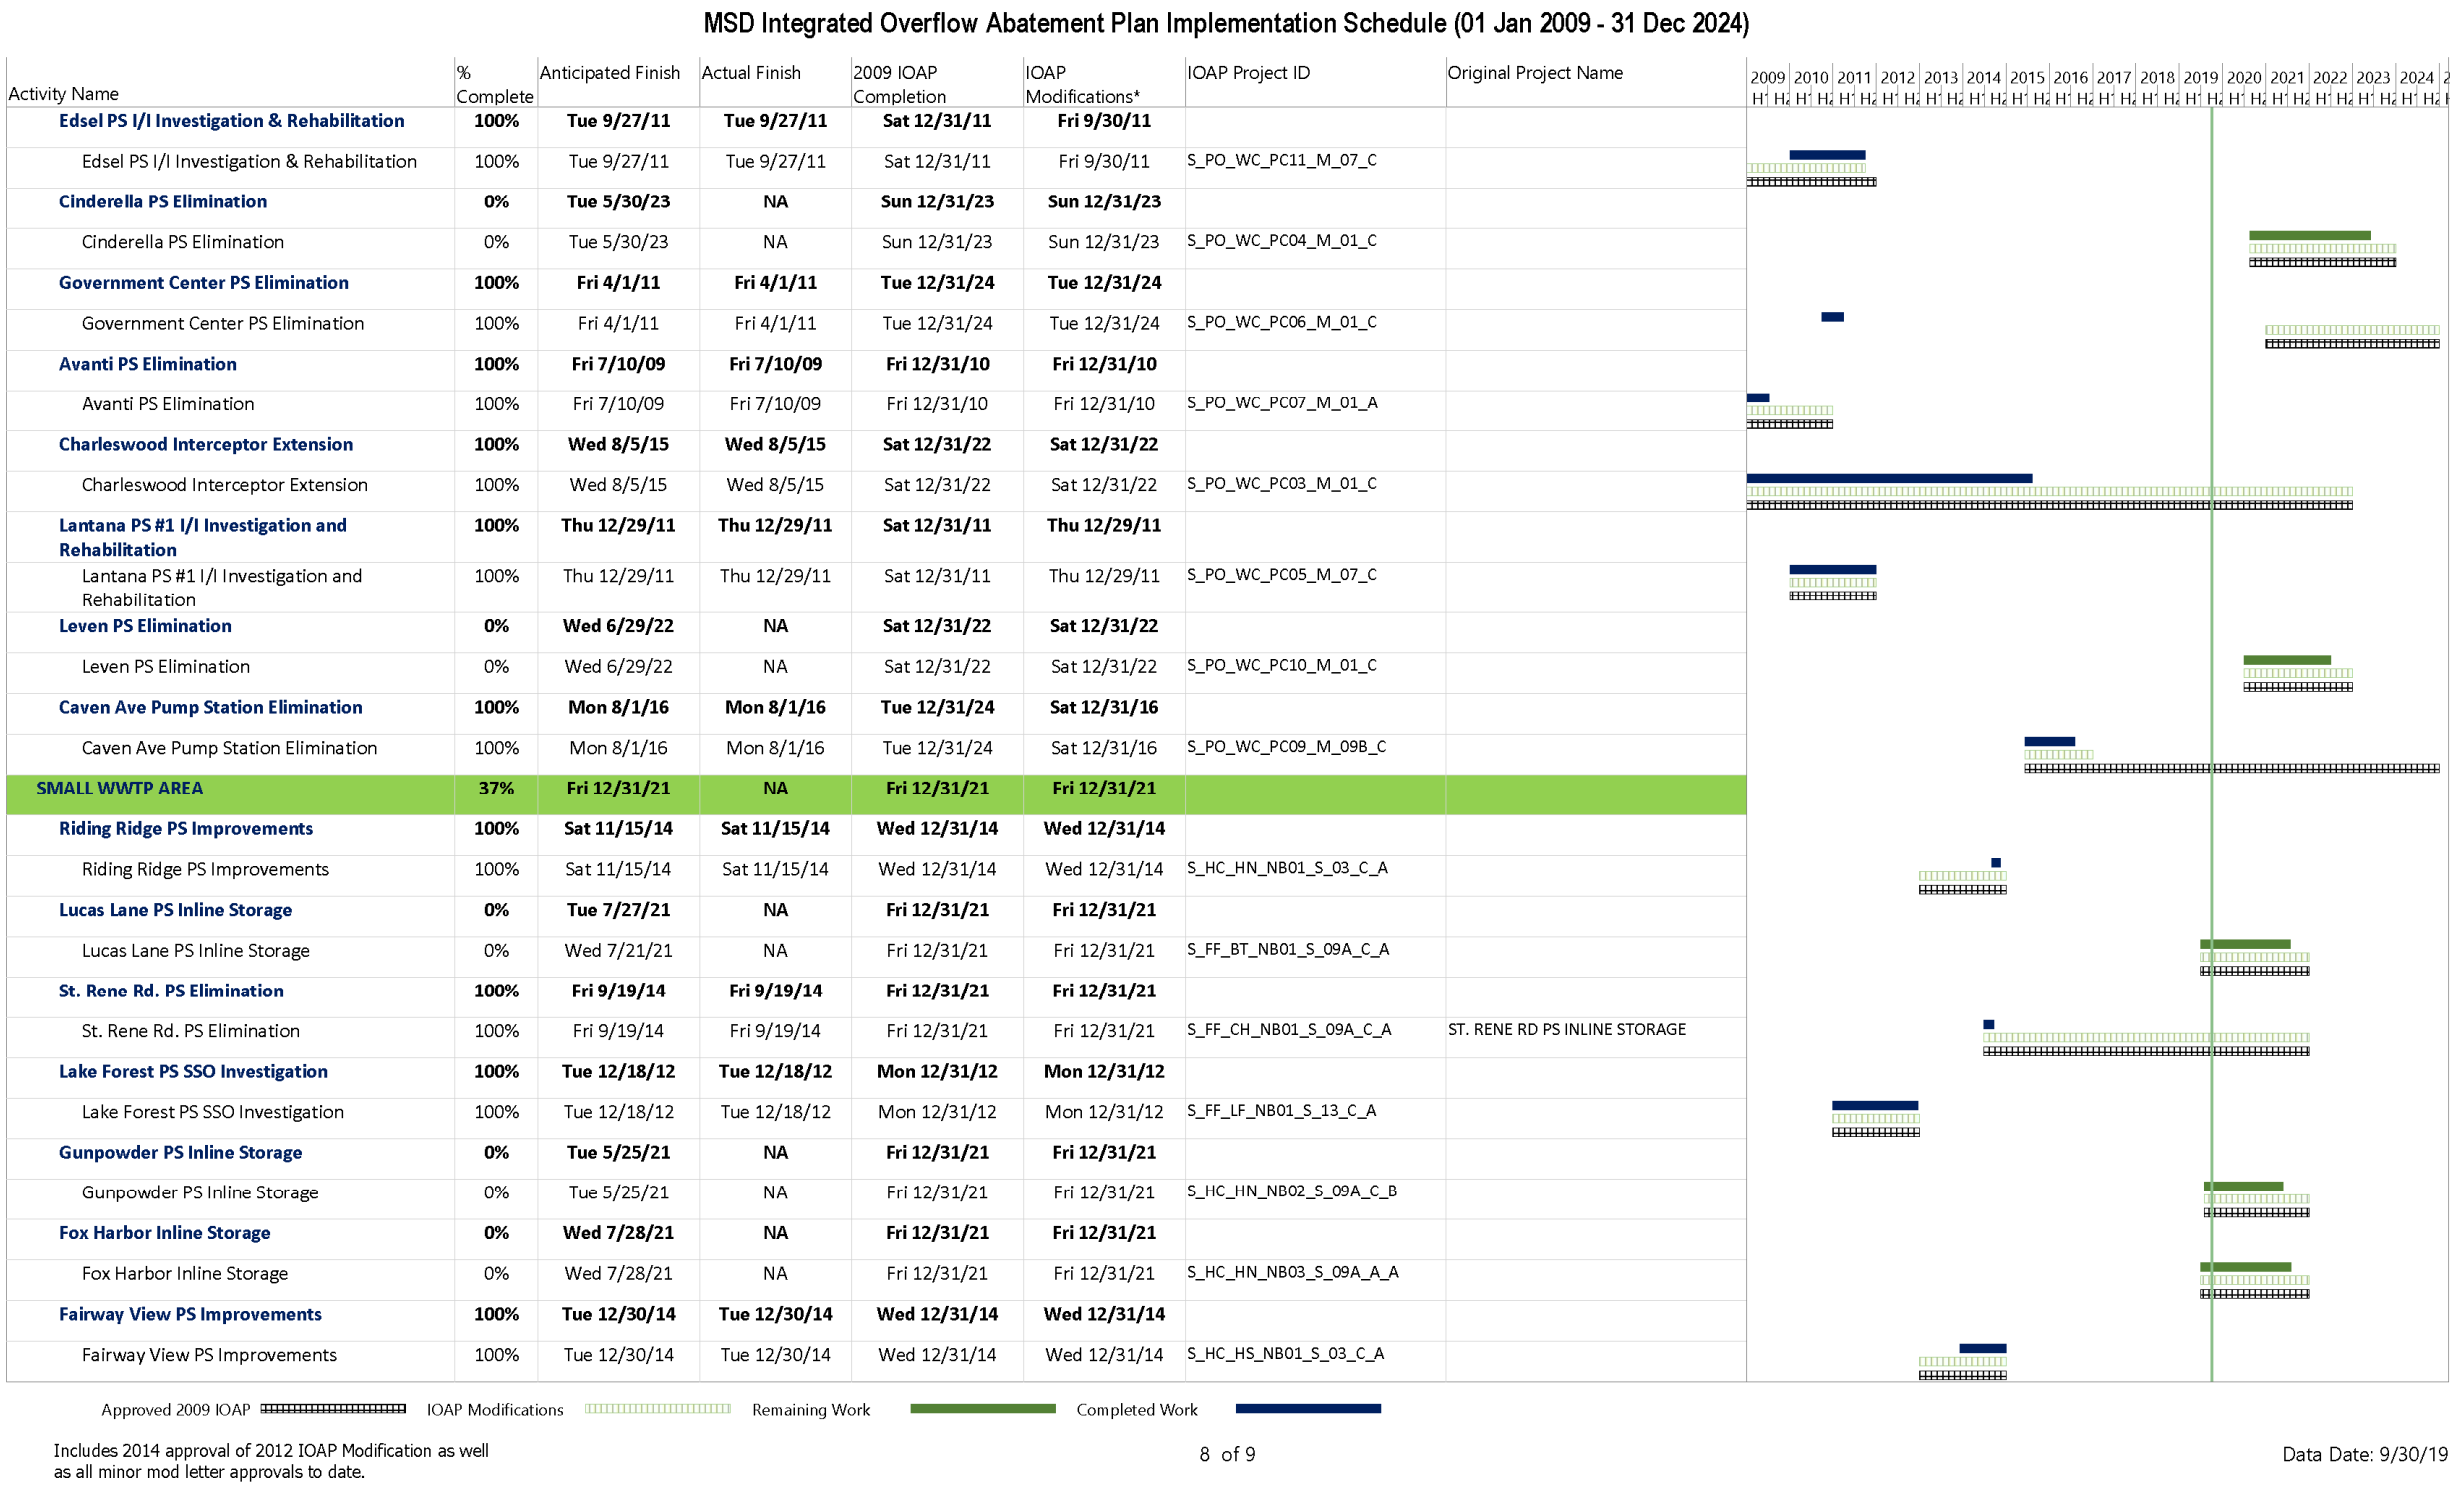 MSD Integrated Overflow Abatement Plan Implementation Schedule (01 Jan 2009 - 31 Dec 2024)
Activity Name % Complete Anticipated Finish Actual Finish 2009 IOAP Completion IOAP Modifications* IOAP Project ID Original Project Name 2009 2010 2011 2012 2013 2014 2015 2016 2017 2018 2019 2020 2021 2022 2023 2024 2
H1 H2 H1 H2 H1 H2 H1 H2 H1 H2 H1 H2 H1 H2 H1 H2 H1 H2 H1 H2 H1 H2 H1 H2 H1 H2 H1 H2 H1 H2 H1 H2 H
Edsel PS I/I Investigation & Rehabilitation 100% Tue 9/27/11 Tue 9/27/11 Sat 12/31/11 Fri 9/30/11
Edsel PS I/I Investigation & Rehabilitation 100% Tue 9/27/11 Tue 9/27/11 Sat 12/31/11 Fri 9/30/11 S_PO_WC_PC11_M_07_C
Cinderella PS Elimination 0% Tue 5/30/23 NA Sun 12/31/23 Sun 12/31/23
Cinderella PS Elimination 0% Tue 5/30/23 NA Sun 12/31/23 Sun 12/31/23 S_PO_WC_PC04_M_01_C
Government Center PS Elimination 100% Fri 4/1/11 Fri 4/1/11 Tue 12/31/24 Tue 12/31/24
Government Center PS Elimination 100% Fri 4/1/11 Fri 4/1/11 Tue 12/31/24 Tue 12/31/24 S_PO_WC_PC06_M_01_C
Avanti PS Elimination 100% Fri 7/10/09 Fri 7/10/09 Fri 12/31/10 Fri 12/31/10
Avanti PS Elimination 100% Fri 7/10/09 Fri 7/10/09 Fri 12/31/10 Fri 12/31/10 S_PO_WC_PC07_M_01_A
Charleswood Interceptor Extension 100% Wed 8/5/15 Wed 8/5/15 Sat 12/31/22 Sat 12/31/22
Charleswood Interceptor Extension 100% Wed 8/5/15 Wed 8/5/15 Sat 12/31/22 Sat 12/31/22 S_PO_WC_PC03_M_01_C
Lantana PS #1 I/I Investigation and 100% Thu 12/29/11 Thu 12/29/11 Sat 12/31/11 Thu 12/29/11
Rehabilitation
Lantana PS #1 I/I Investigation and 100% Thu 12/29/11 Thu 12/29/11 Sat 12/31/11 Thu 12/29/11 S_PO_WC_PC05_M_07_C
Rehabilitation
Leven PS Elimination 0% Wed 6/29/22 NA Sat 12/31/22 Sat 12/31/22
Leven PS Elimination 0% Wed 6/29/22 NA Sat 12/31/22 Sat 12/31/22 S_PO_WC_PC10_M_01_C
Caven Ave Pump Station Elimination 100% Mon 8/1/16 Mon 8/1/16 Tue 12/31/24 Sat 12/31/16
Caven Ave Pump Station Elimination 100% Mon 8/1/16 Mon 8/1/16 Tue 12/31/24 Sat 12/31/16 S_PO_WC_PC09_M_09B_C
SMALL WWTP AREA 37% Fri 12/31/21 NA Fri 12/31/21 Fri 12/31/21
Riding Ridge PS Improvements 100% Sat 11/15/14 Sat 11/15/14 Wed 12/31/14 Wed 12/31/14
Riding Ridge PS Improvements 100% Sat 11/15/14 Sat 11/15/14 Wed 12/31/14 Wed 12/31/14 S_HC_HN_NB01_S_03_C_A
Lucas Lane PS Inline Storage 0% Tue 7/27/21 NA Fri 12/31/21 Fri 12/31/21
Lucas Lane PS Inline Storage 0% Wed 7/21/21 NA Fri 12/31/21 Fri 12/31/21 S_FF_BT_NB01_S_09A_C_A
St. Rene Rd. PS Elimination 100% Fri 9/19/14 Fri 9/19/14 Fri 12/31/21 Fri 12/31/21
St. Rene Rd. PS Elimination 100% Fri 9/19/14 Fri 9/19/14 Fri 12/31/21 Fri 12/31/21 S_FF_CH_NB01_S_09A_C_A ST. RENE RD PS INLINE STORAGE
Lake Forest PS SSO Investigation 100% Tue 12/18/12 Tue 12/18/12 Mon 12/31/12 Mon 12/31/12
Lake Forest PS SSO Investigation 100% Tue 12/18/12 Tue 12/18/12 Mon 12/31/12 Mon 12/31/12 S_FF_LF_NB01_S_13_C_A
Gunpowder PS Inline Storage 0% Tue 5/25/21 NA Fri 12/31/21 Fri 12/31/21
Gunpowder PS Inline Storage 0% Tue 5/25/21 NA Fri 12/31/21 Fri 12/31/21 S_HC_HN_NB02_S_09A_C_B
Fox Harbor Inline Storage 0% Wed 7/28/21 NA Fri 12/31/21 Fri 12/31/21
Fox Harbor Inline Storage 0% Wed 7/28/21 NA Fri 12/31/21 Fri 12/31/21 S_HC_HN_NB03_S_09A_A_A
Fairway View PS Improvements 100% Tue 12/30/14 Tue 12/30/14 Wed 12/31/14 Wed 12/31/14
Fairway View PS Improvements 100% Tue 12/30/14 Tue 12/30/14 Wed 12/31/14 Wed 12/31/14 S_HC_HS_NB01_S_03_C_A
Approved 2009 IOAP IOAP Modifications Remaining Work Completed Work
Includes 2014 approval of 2012 IOAP Modification as well
as all minor mod letter approvals to date.
8 of 9
Data Date: 9/30/19